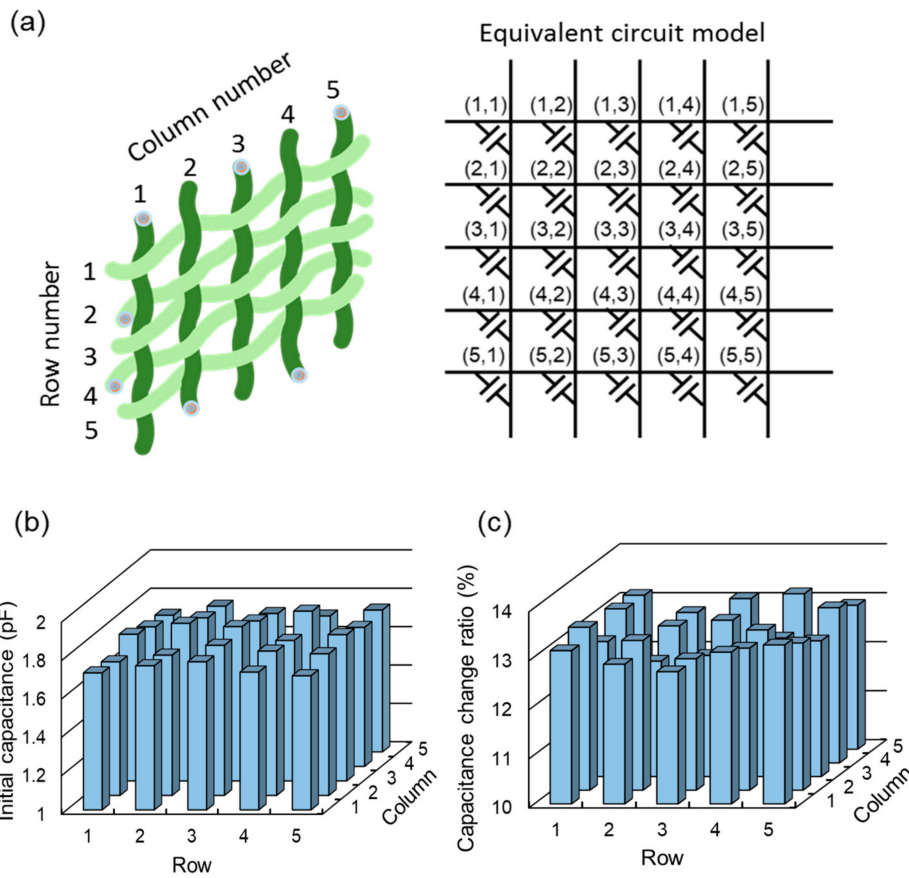 (a)
Equivalent circuit model
Column number
1
2
3
4
5
Row number
1
2
3
4
5
(1,1) (1,2) (1,3) (1,4) (1,5)
(2,1) (2,2) (2,3) (2,4) (2,5)
(3,1) (3,2) (3,3) (3,4) (3,5)
(4,1) (4,2) (4,3) (4,4) (4,5)
(5,1) (5,2) (5,3) (5,4) (5,5)
(b)
Initial capacitance (pF)
2
1.8
1.6
1.4
1.2
1
1 2 3 4 5
Row
1 2 3 4 5
Column
(c)
Capacitance change ratio (%)
14
13
12
11
10
1 2 3 4 5
Row
1 2 3 4 5
Column